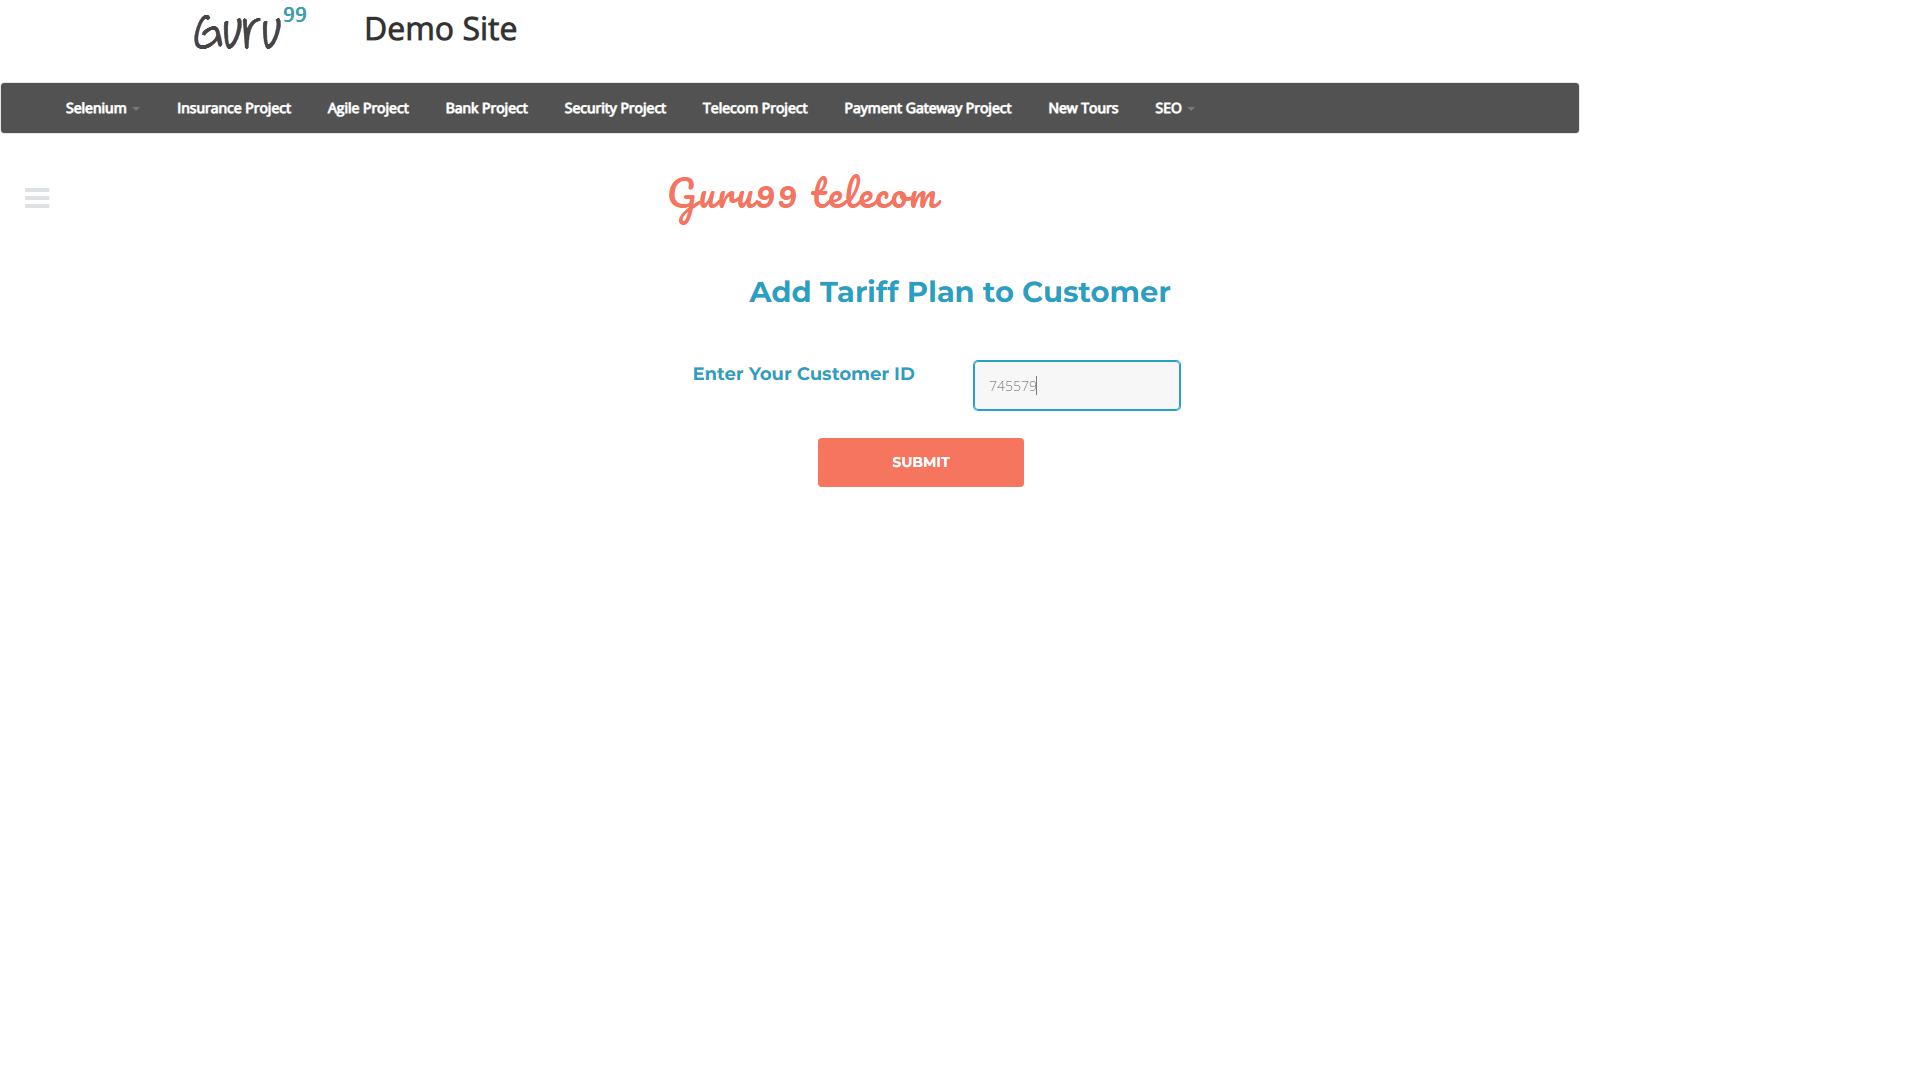 Guru99 Demo Site
Selenium Insurance Project Agile Project Bank Project Security Project Telecom Project Payment Gateway Project New Tours SEO
Guru99 telecom
Add Tariff Plan to Customer
Enter Your Customer ID 745579
SUBMIT